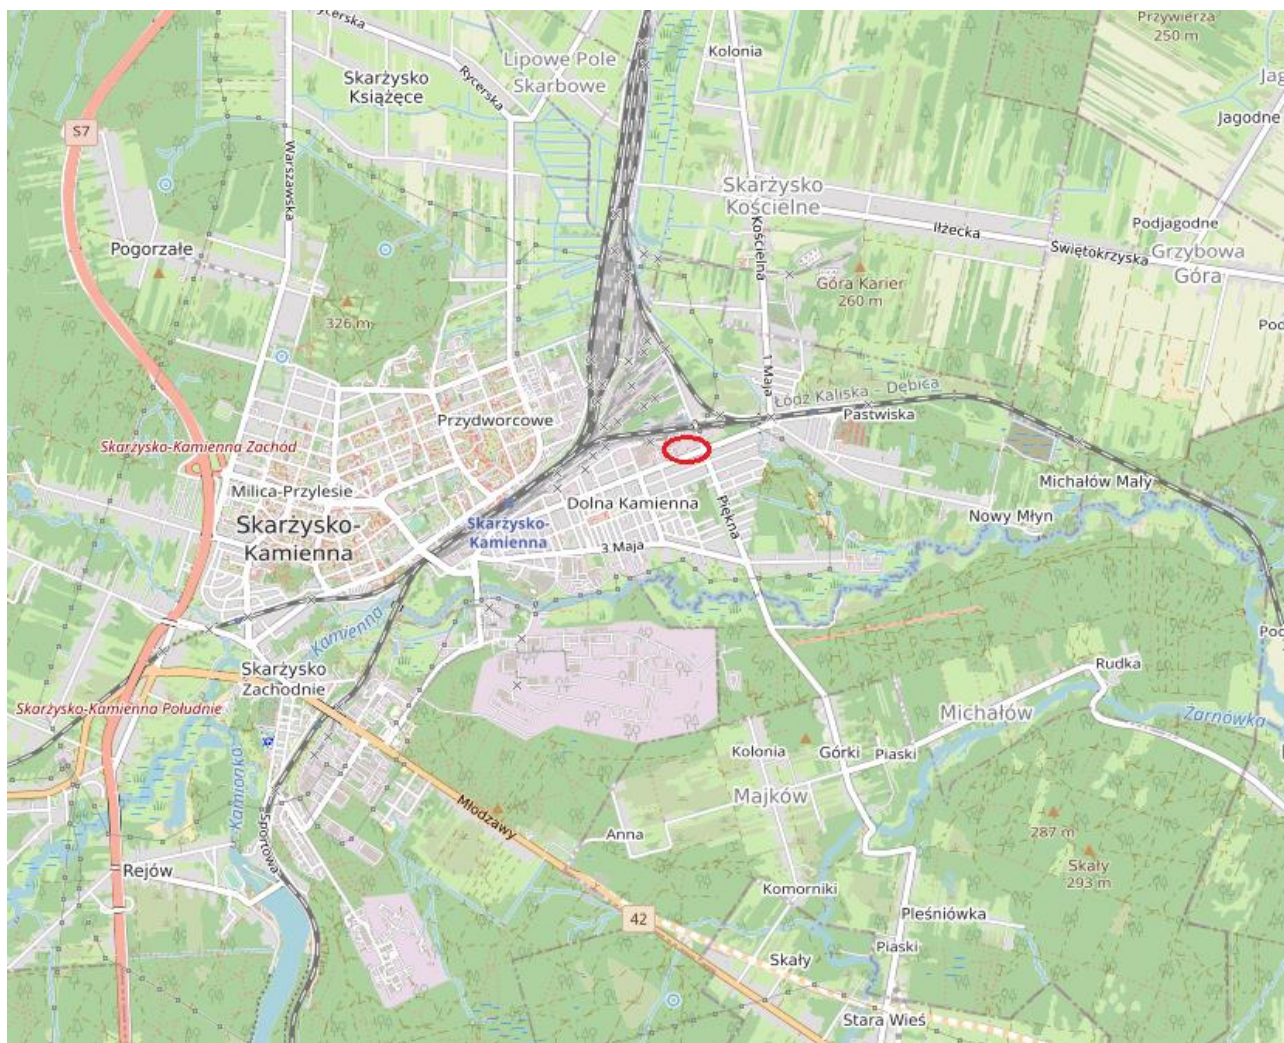 Rycerska
Przywierza
250 m
Kolonia
Lipowe Pole
Skarbowe
Rycerska
Skarżysko
Książęce
Jagodne
S7
Warszawska
Skarżysko
Kościelne
Kościelna
Iłżecka
Podjagodne
Pogorzałe
Świętokrzyska
Grzybowa
Góra
Góra Karier
260 m
326 m
1 Maja
Łódź Kaliska – Dębica
Pastwiska
Przydworcowe
Skarżysko-Kamienna Zachód
Michałów Mały
Milica-Przylesie
Dolna Kamienna
Piękna
Nowy Młyn
Skarżysko-
Kamienna
Skarżysko-
Kamienna
3 Maja
Kamienna
Skarżysko
Zachodnie
Rudka
Skarżysko-Kamienna Południe
Michałów
Żarnówka
Kolonia
Górki
Piaski
Kamionka
Majków
Młodzawy
Sportowa
Anna
287 m
Skały
293 m
Rejów
Komorniki
42
Pleśniówka
Piaski
Skały
Stara Wieś